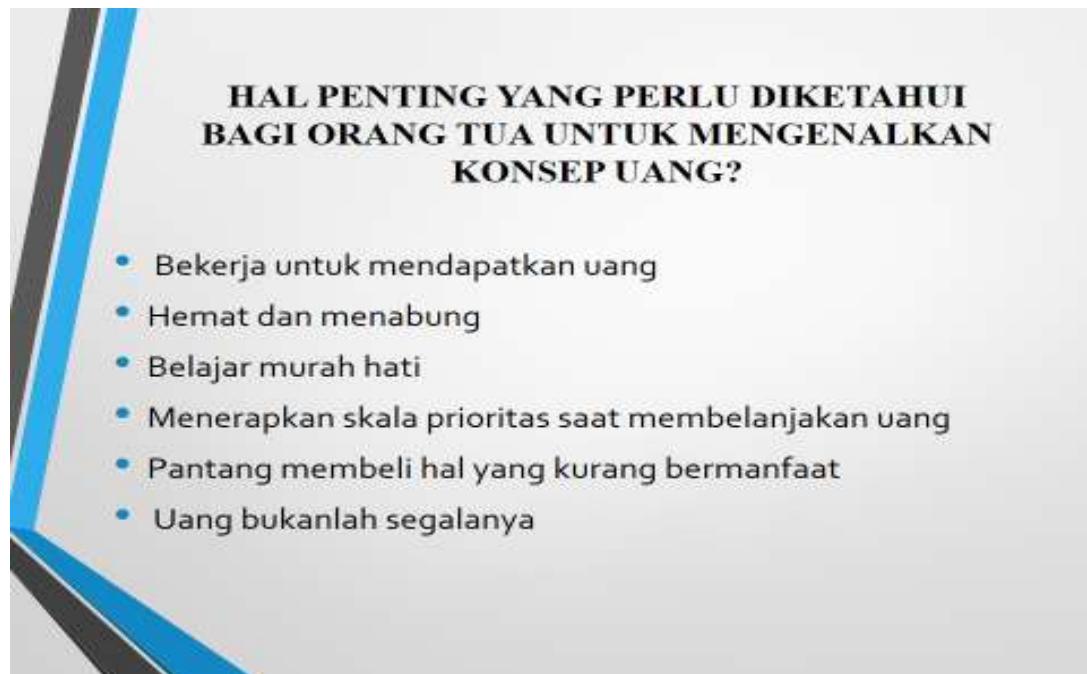 HAL PENTING YANG PERLU DIKETAHUI
BAGI ORANG TUA UNTUK MENGENALKAN
KONSEP UANG?
• Bekerja untuk mendapatkan uang
• Hemat dan menabung
• Belajar murah hati
• Menerapkan skala prioritas saat membelanjakan uang
• Pantang membeli hal yang kurang bermanfaat
• Uang bukanlah segalanya